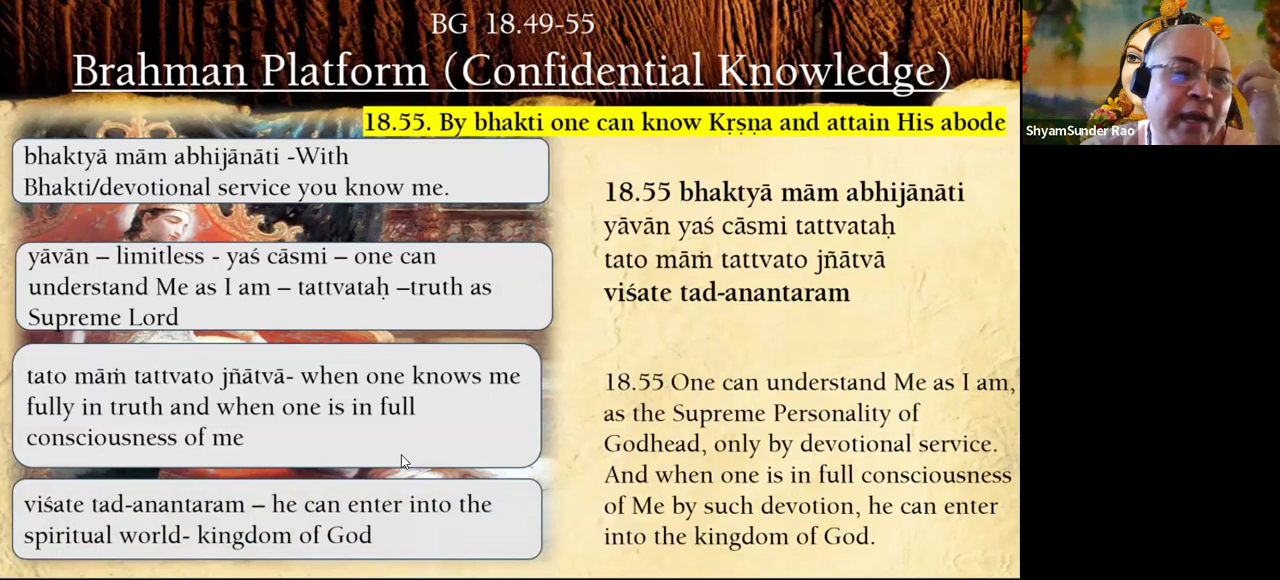 BG 18.49-55
Brahman Platform (Confidential Knowledge)
18.55. By bhakti one can know Kṛṣṇa and attain His abode
bhaktyā mām abhijānāti -With
Bhakti/devotional service you know me.
yāvān – limitless - yaś cāsmi – one can
understand Me as I am – tattvataḥ –truth as
Supreme Lord
tato māṁ tattvato jñātvā- when one knows me
fully in truth and when one is in full
consciousness of me
viśate tad-anantaram – he can enter into the
spiritual world- kingdom of God
18.55 bhaktyā mām abhijānāti
yāvān yaś cāsmi tattvataḥ
tato māṁ tattvato jñātvā
viśate tad-anantaram
18.55 One can understand Me as I am,
as the Supreme Personality of
Godhead, only by devotional service.
And when one is in full consciousness
of Me by such devotion, he can enter
into the kingdom of God.
ShyamSunder Rao